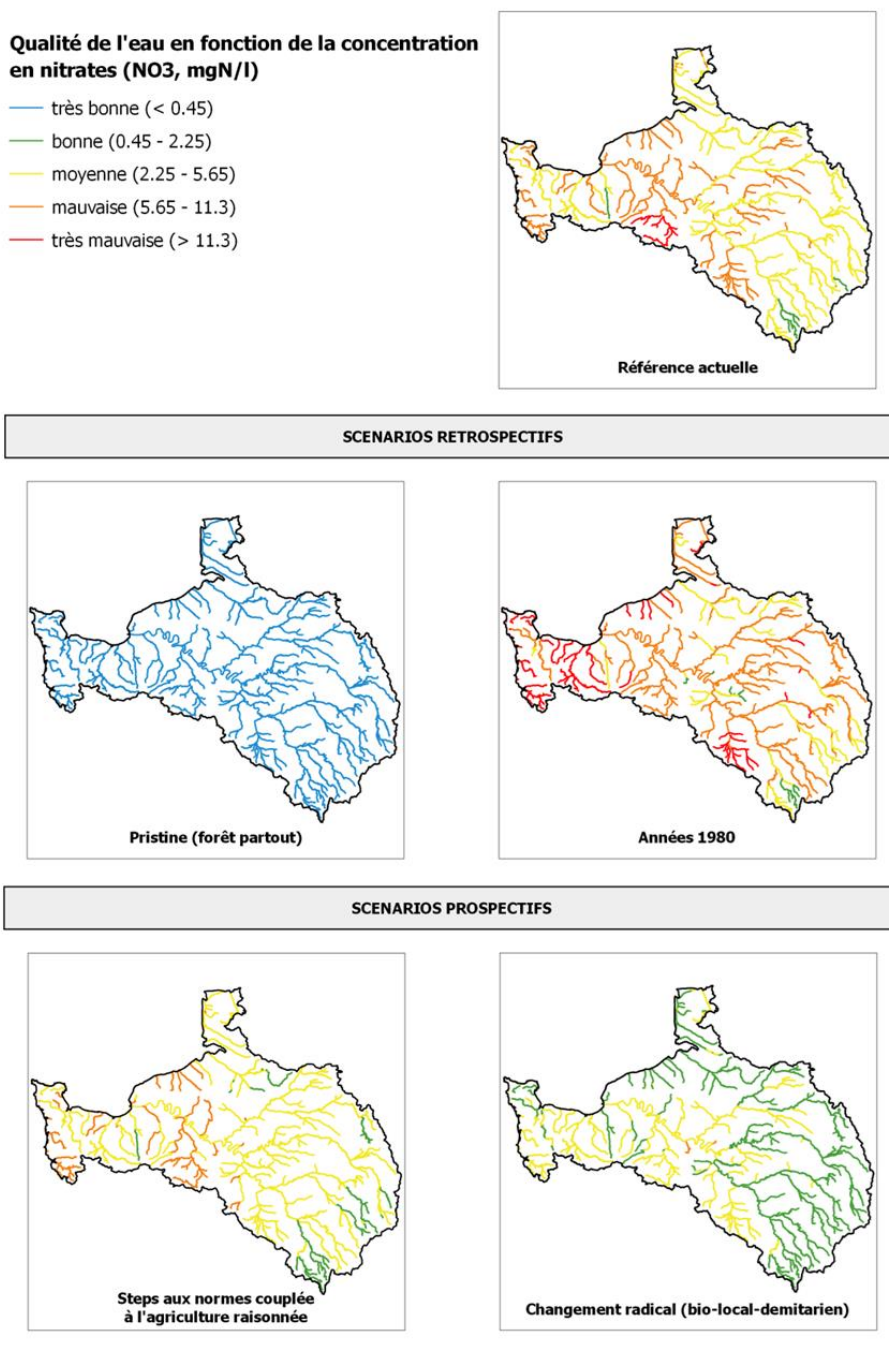 Qualité de l'eau en fonction de la concentration
en nitrates (NO3, mgN/l)
très bonne (< 0.45)
bonne (0.45 - 2.25)
moyenne (2.25 - 5.65)
mauvaise (5.65 - 11.3)
très mauvaise (> 11.3)
Référence actuelle
SCENARIOS RETROSPECTIFS
Pristine (forêt partout)
Années 1980
SCENARIOS PROSPECTIFS
Steps aux normes couplée
à l'agriculture raisonnée
Changement radical (bio-local-demitarien)